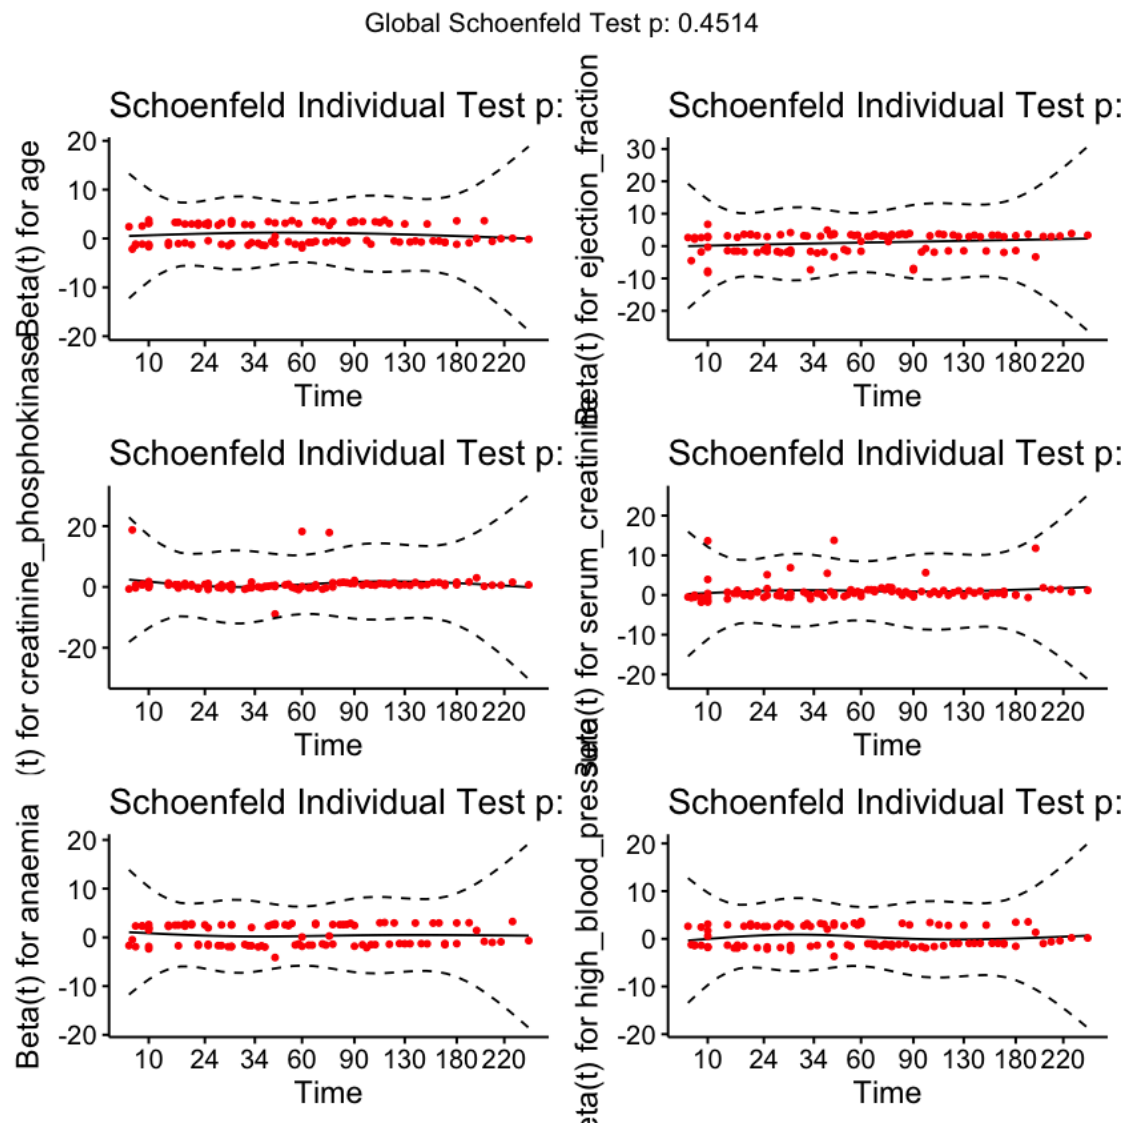 Global Schoenfeld Test p: 0.4514
Schoenfeld Individual Test p:
Beta(t) for age
20
10
0
-10
-20
10 24 34 60 90 130 180 220
Time
Schoenfeld Individual Test p:
Beta(t) for ejection_fraction
30
20
10
0
-10
-20
10 24 34 60 90 130 180 220
Time
Schoenfeld Individual Test p:
(t) for creatinine_phosphokinase
20
0
-20
10 24 34 60 90 130 180 220
Time
Schoenfeld Individual Test p:
(t) for serum_creatinine
20
10
0
-10
-20
10 24 34 60 90 130 180 220
Time
Schoenfeld Individual Test p:
Beta(t) for anaemia
20
10
0
-10
-20
10 24 34 60 90 130 180 220
Time
Schoenfeld Individual Test p:
eta(t) for high_blood_pressure
20
10
0
-10
-20
10 24 34 60 90 130 180 220
Time